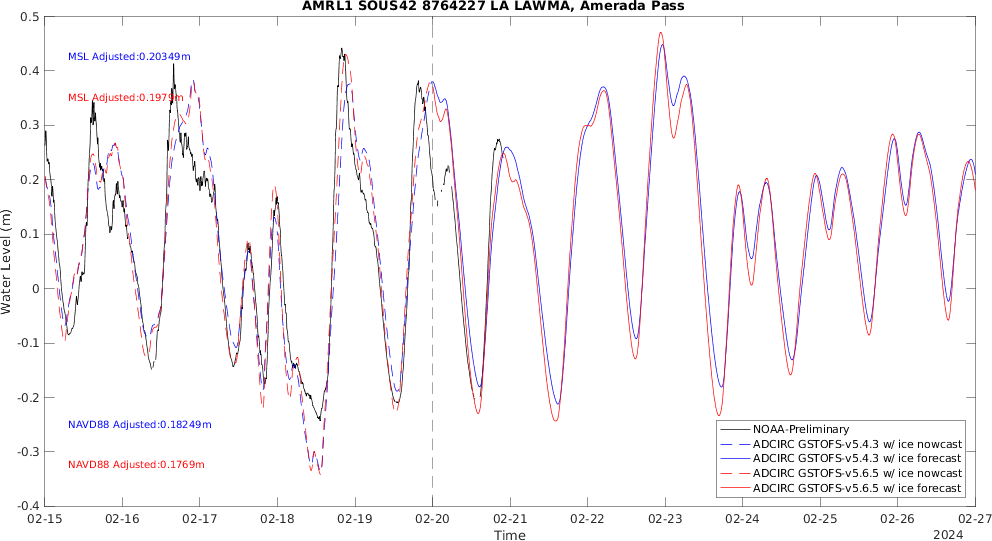 AMRL1 SOUS42 8764227 LA LAWMA, Amerada Pass
0.5
0.4
0.3
0.2
0.1
0
-0.1
-0.2
-0.3
-0.4
Water Level (m)
MSL Adjusted:0.20349m
MSL Adjusted:0.1979m
NAVD88 Adjusted:0.18249m
NAVD88 Adjusted:0.1769m
NOAA-Preliminary
ADCIRC GSTOFS-v5.4.3 w/ ice nowcast
ADCIRC GSTOFS-v5.4.3 w/ ice forecast
ADCIRC GSTOFS-v5.6.5 w/ ice nowcast
ADCIRC GSTOFS-v5.6.5 w/ ice forecast
02-15 02-16 02-17 02-18 02-19 02-20 02-21 02-22 02-23 02-24 02-25 02-26 02-27
Time
2024